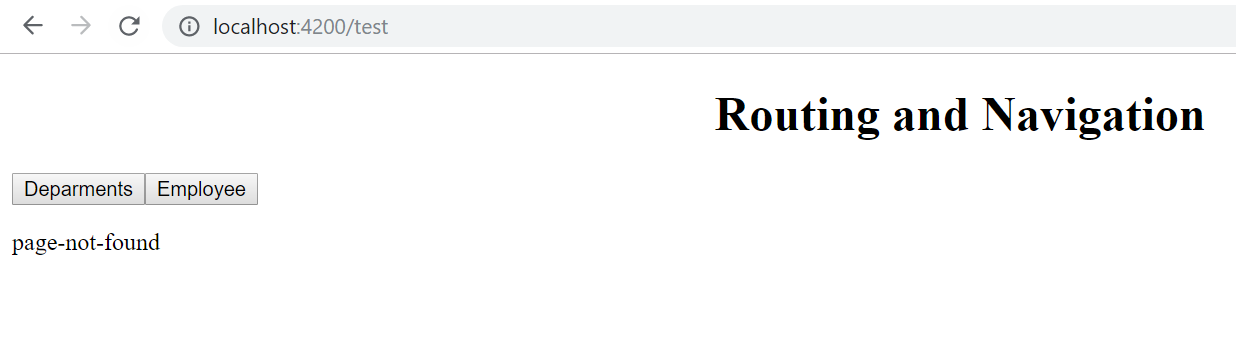 localhost:4200/test
Routing and Navigation
Deparments Employee
page-not-found